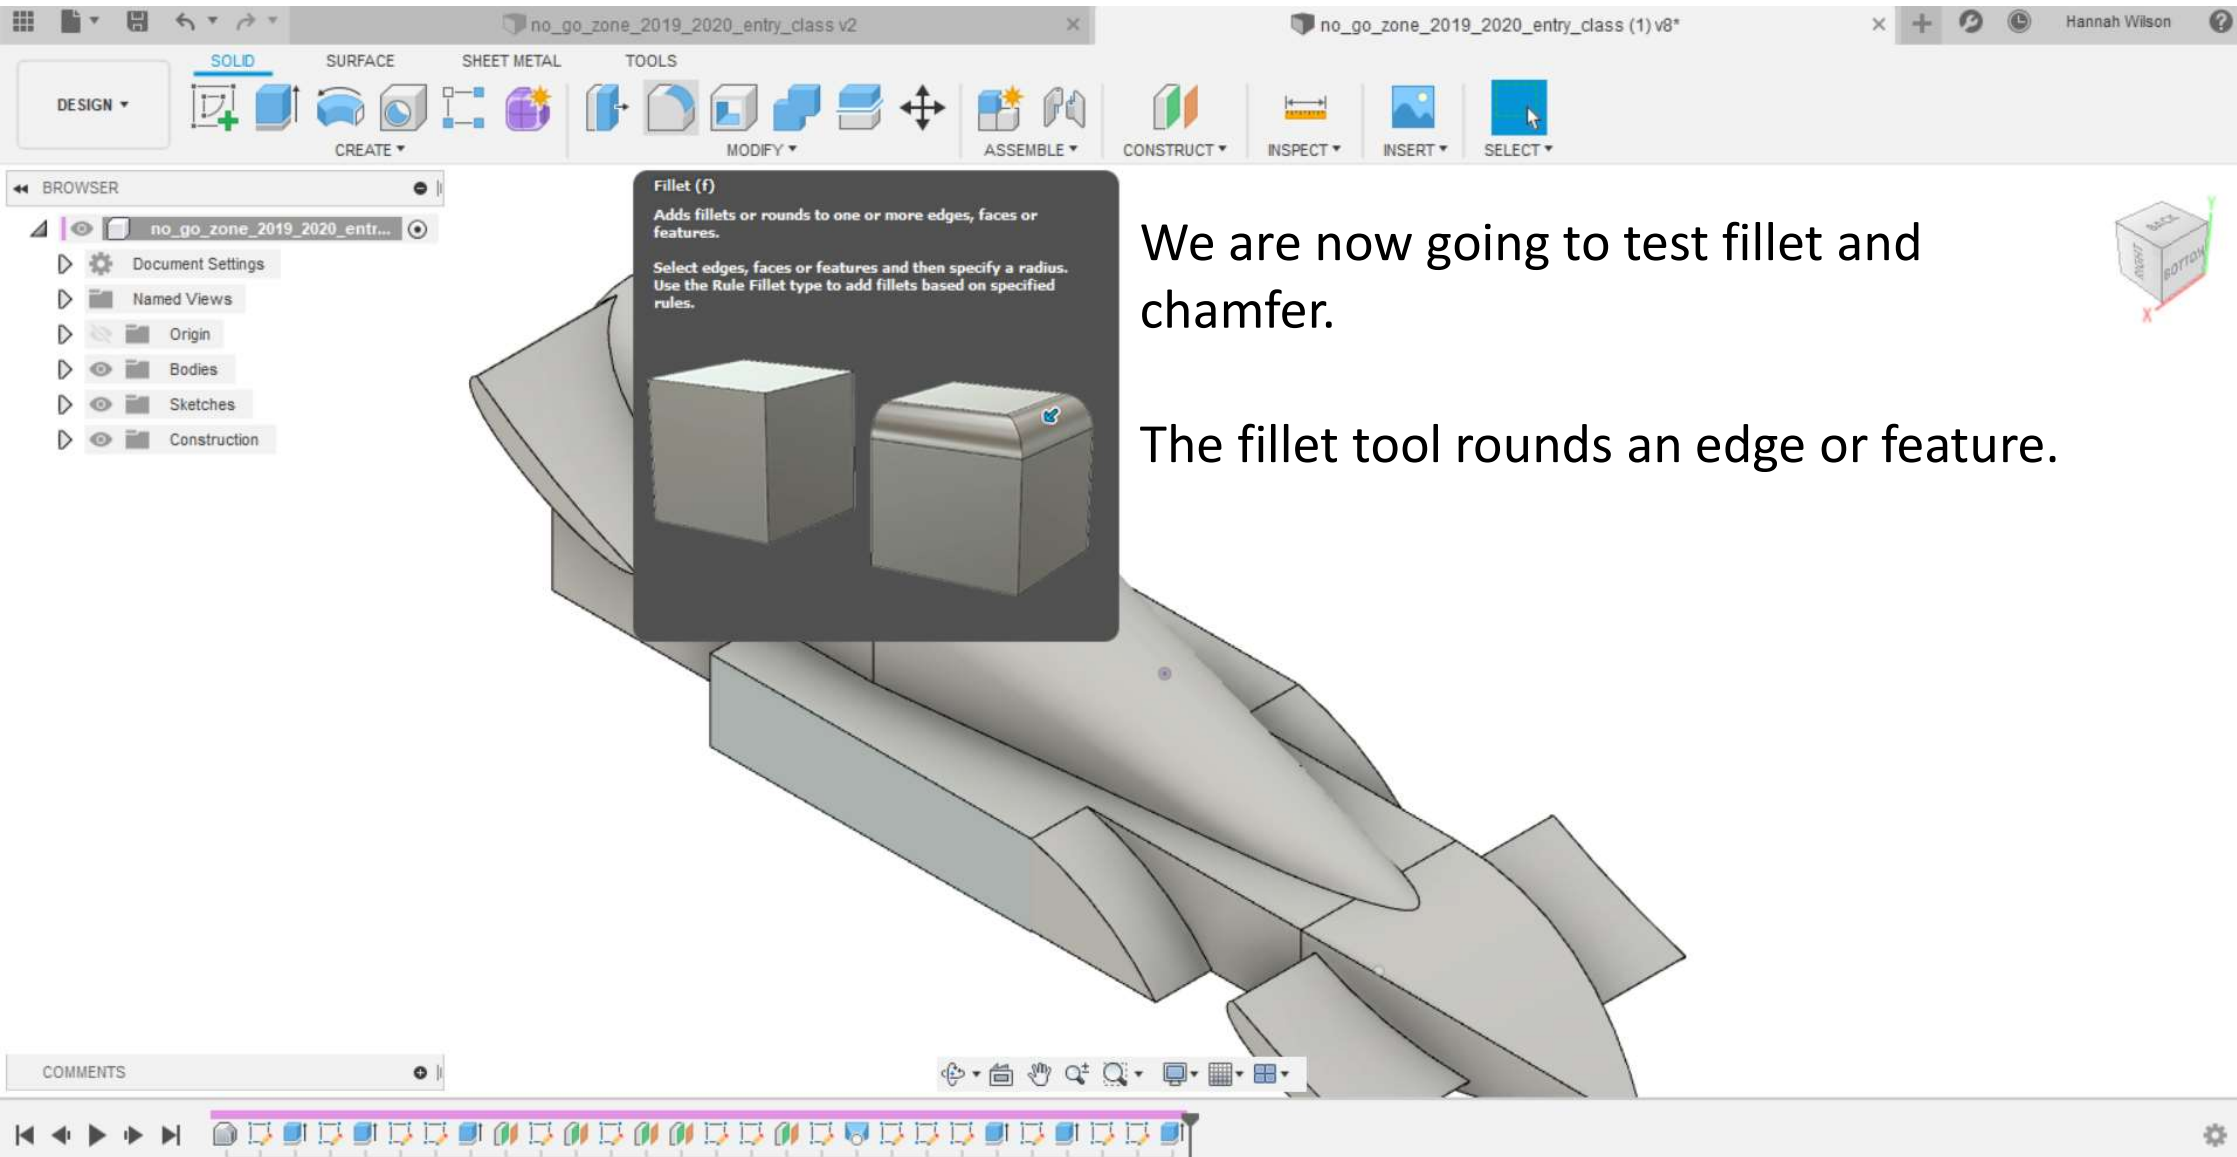 no_go_zone_2019_2020_entry_class v2
no_go_zone_2019_2020_entry_class (1) v8*
Hannah Wilson
SOLID
SURFACE
SHEET METAL
TOOLS
DESIGN
CREATE
MODIFY
ASSEMBLE
CONSTRUCT
INSPECT
INSERT
SELECT
BROWSER
no_go_zone_2019_2020_entr...
Document Settings
Named Views
Origin
Bodies
Sketches
Construction
Fillet (f)
Adds fillets or rounds to one or more edges, faces or
features.
Select edges, faces or features and then specify a radius.
Use the Rule Fillet type to add fillets based on specified
rules.
We are now going to test fillet and
chamfer.
The fillet tool rounds an edge or feature.
BACK
RIGHT
BOTTOM
Y
X
COMMENTS